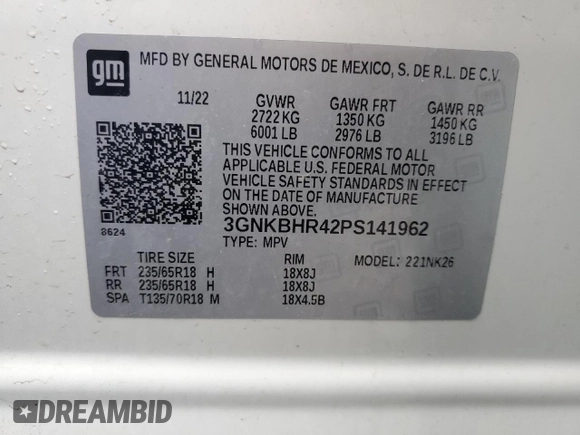 gm
MFD BY GENERAL MOTORS DE MEXICO, S. DE R.L. DE C.V.
11/22 GVWR GAWR FRT GAWR RR
2722 KG 1350 KG 1450 KG
6001 LB 2976 LB 3196 LB
THIS VEHICLE CONFORMS TO ALL
APPLICABLE U.S. FEDERAL MOTOR
VEHICLE SAFETY STANDARDS IN EFFECT
ON THE DATE OF MANUFACTURE
SHOWN ABOVE.
8624 3GNKBHR42PS141962
TYPE: MPV
TIRE SIZE RIM MODEL: 221NK26
FRT 235/65R18 H 18X8J
RR 235/65R18 H 18X8J
SPA T135/70R18 M 18X4.5B
DREAMBID